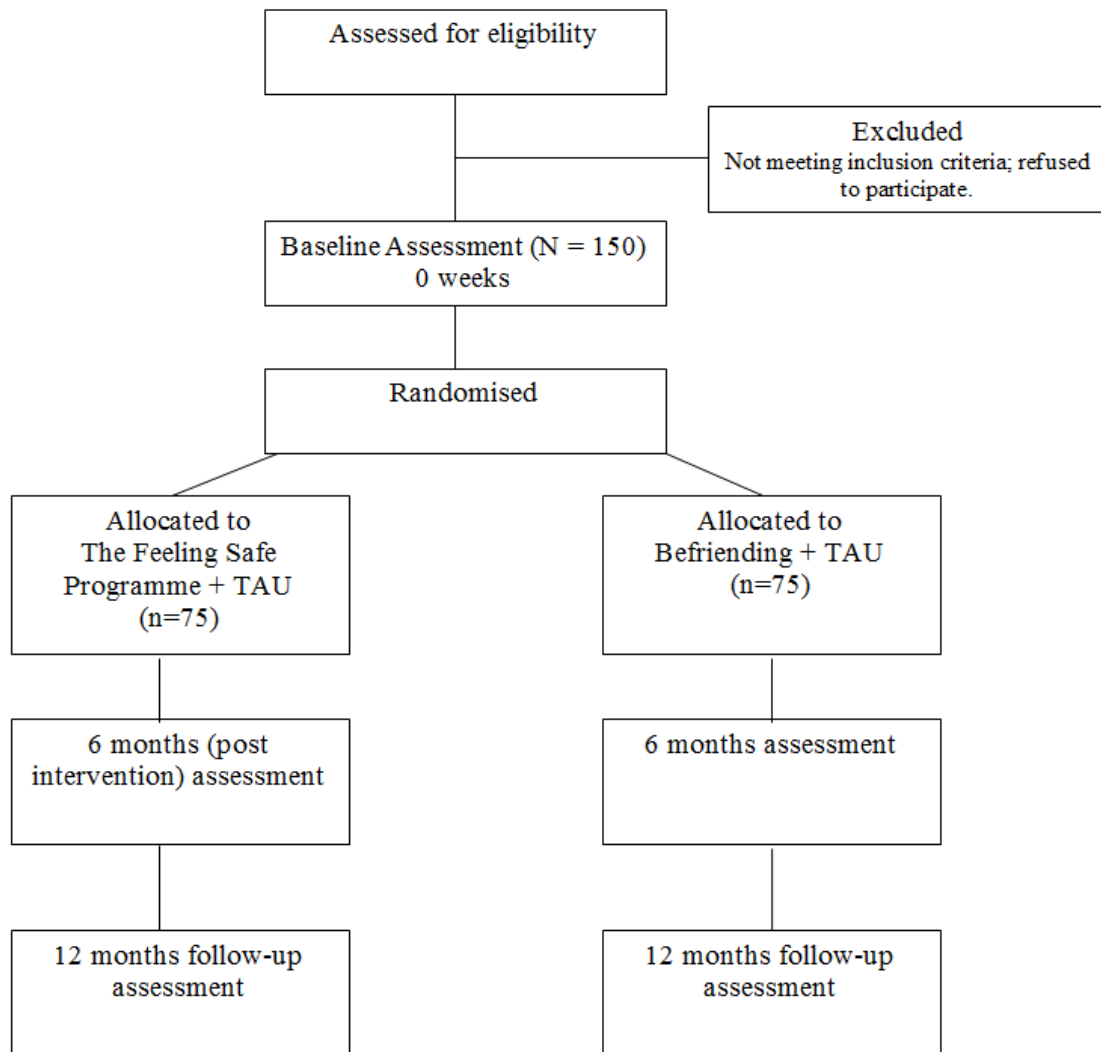 Assessed for eligibility
Excluded
Not meeting inclusion criteria; refused
to participate.
Baseline Assessment (N = 150)
0 weeks
Randomised
Allocated to
The Feeling Safe
Programme + TAU
(n=75)
Allocated to
Befriending + TAU
(n=75)
6 months (post
intervention) assessment
6 months assessment
12 months follow-up
assessment
12 months follow-up
assessment